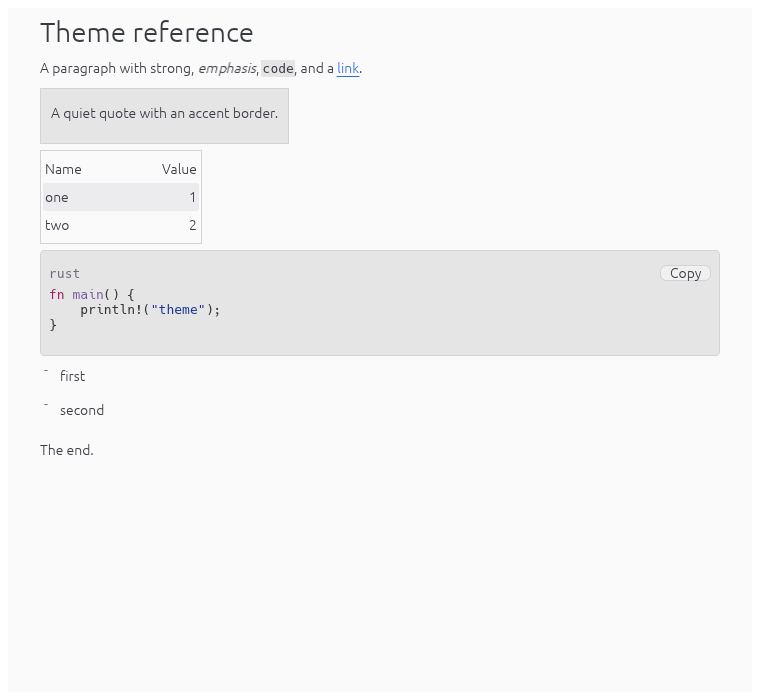 Theme reference
A paragraph with strong, emphasis, code, and a link.
A quiet quote with an accent border.
Name Value
one 1
two 2
rust Copy
fn main() {
    println!("theme");
}
- first
- second
The end.